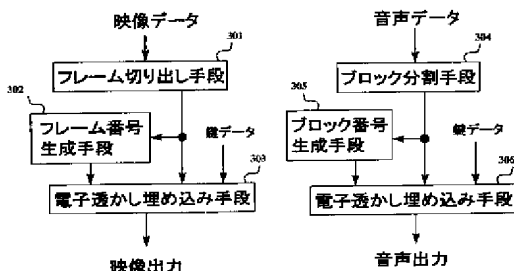 映像データ
301
フレーム切り出し手段
302
フレーム番号
生成手段
鍵データ
303
電子透かし埋め込み手段
映像出力
音声データ
304
ブロック分割手段
305
ブロック番号
生成手段
鍵データ
306
電子透かし埋め込み手段
音声出力